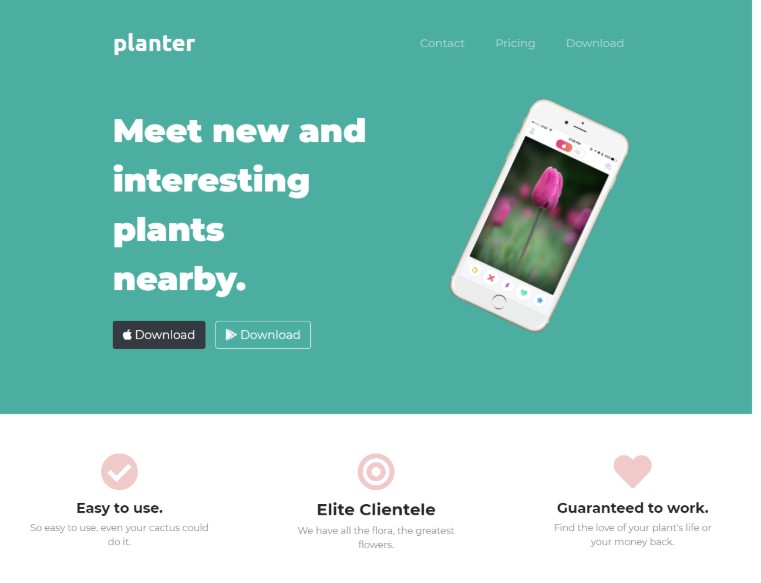 planter
Contact Pricing Download
Meet new and
interesting
plants
nearby.
Download Download
Easy to use.
So easy to use, even your cactus could
do it.
Elite Clientele
We have all the flora, the greatest
flowers.
Guaranteed to work.
Find the love of your plant's life or
your money back.